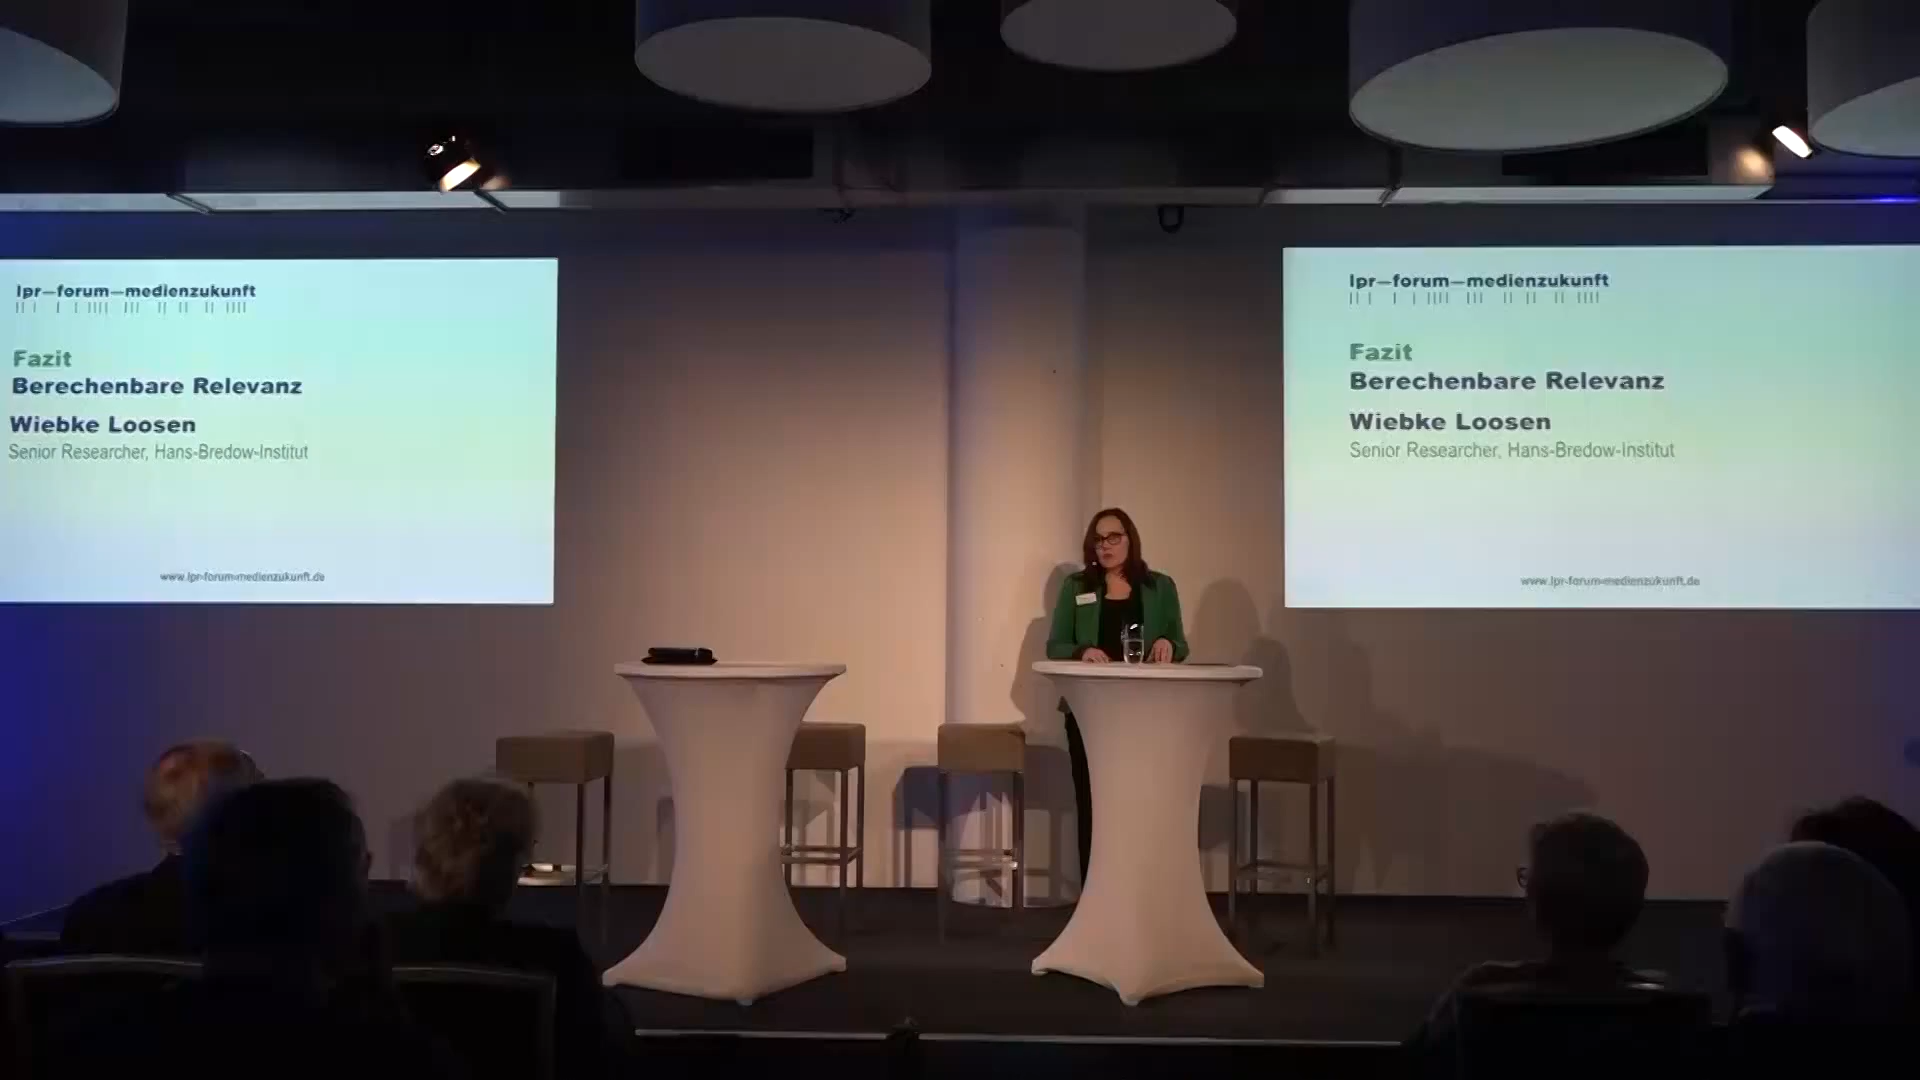 lpr–forum–medienzukunft
Fazit
Berechenbare Relevanz
Wiebke Loosen
Senior Researcher, Hans-Bredow-Institut
www.lpr-forum-medienzukunft.de
lpr–forum–medienzukunft
Fazit
Berechenbare Relevanz
Wiebke Loosen
Senior Researcher, Hans-Bredow-Institut
www.lpr-forum-medienzukunft.de